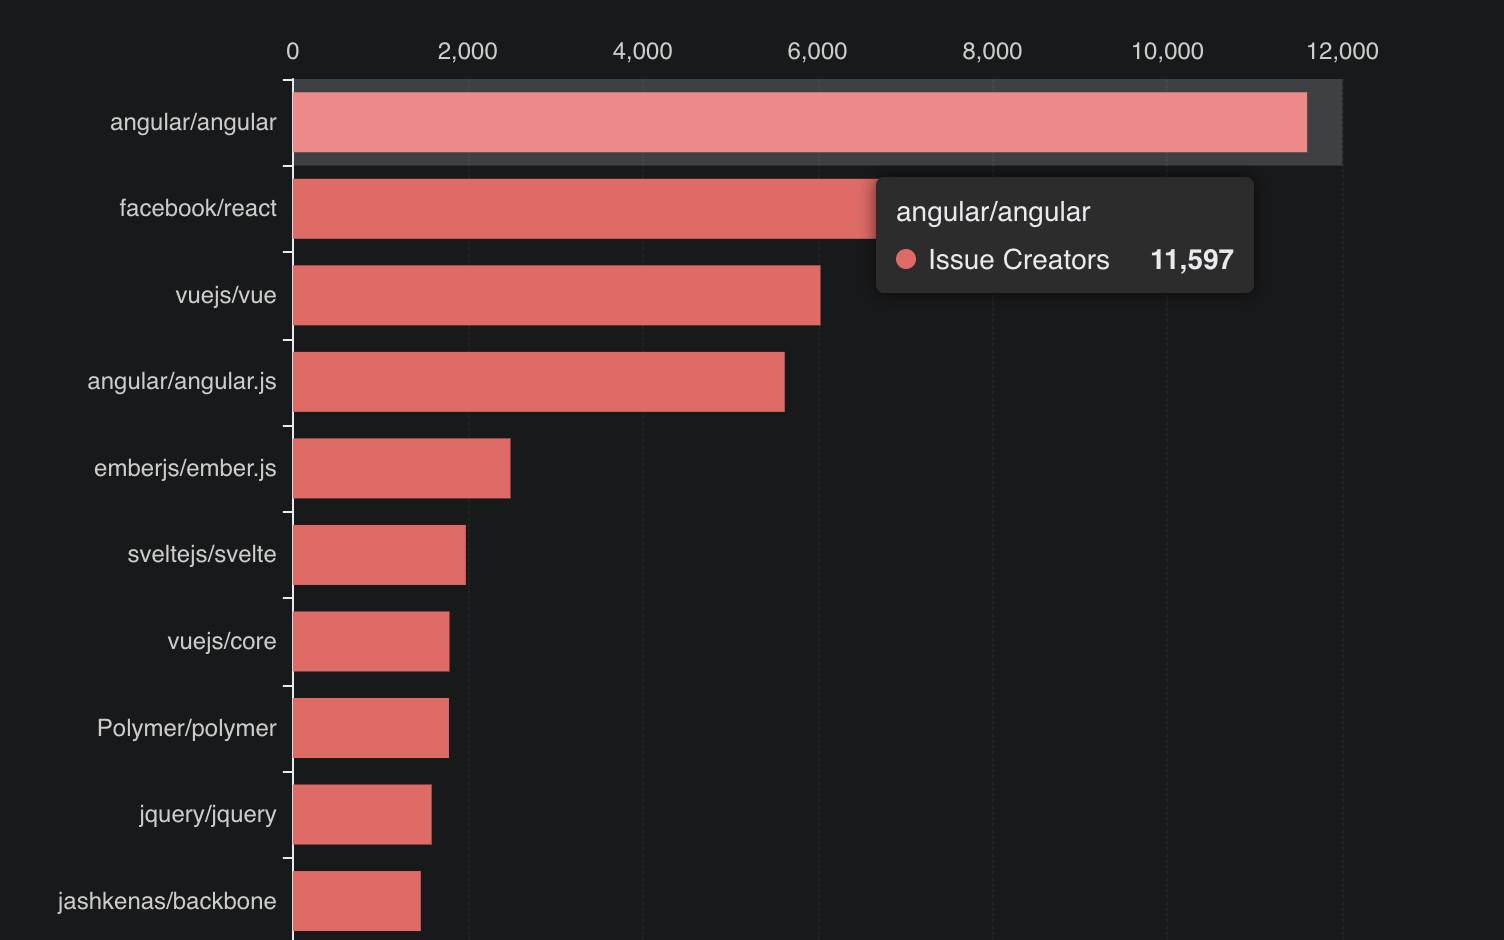 0 2,000 4,000 6,000 8,000 10,000 12,000
angular/angular
facebook/react
angular/angular
Issue Creators 11,597
vuejs/vue
angular/angular.js
emberjs/ember.js
sveltejs/svelte
vuejs/core
Polymer/polymer
jquery/jquery
jashkenas/backbone